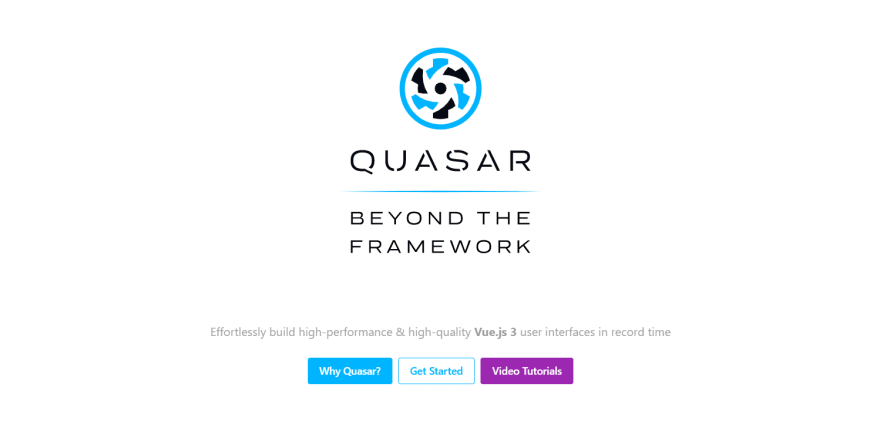 QUASAR
BEYOND THE
FRAMEWORK
Effortlessly build high-performance & high-quality Vue.js 3 user interfaces in record time
Why Quasar?
Get Started
Video Tutorials